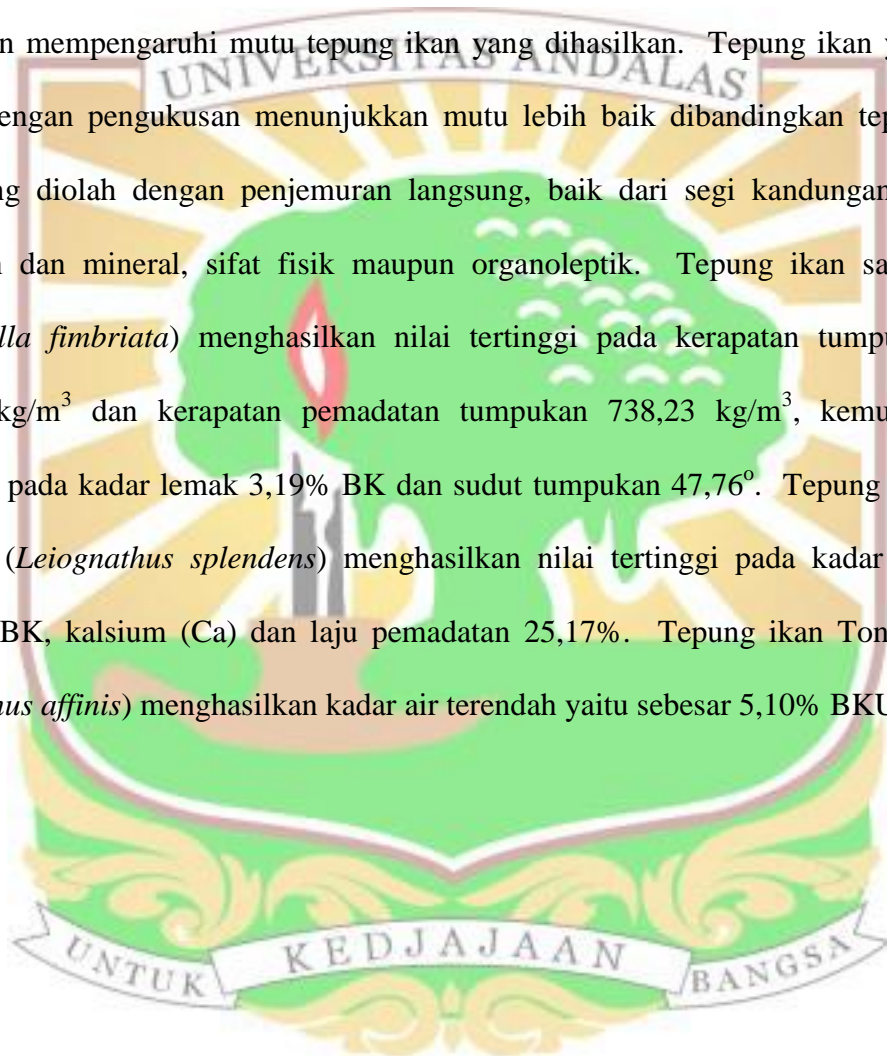 n mempengaruhi mutu tepung ikan yang dihasilkan. Tepung ikan y
UNIVERSITAS ANDALAS
engan pengukusan menunjukkan mutu lebih baik dibandingkan tep
ng diolah dengan penjemuran langsung, baik dari segi kandungan
n dan mineral, sifat fisik maupun organoleptik. Tepung ikan sa
lla fimbriata) menghasilkan nilai tertinggi pada kerapatan tumpu
kg/m³ dan kerapatan pemadatan tumpukan 738,23 kg/m³, kemu
pada kadar lemak 3,19% BK dan sudut tumpukan 47,76°. Tepung
(Leiognathus splendens) menghasilkan nilai tertinggi pada kadar
BK, kalsium (Ca) dan laju pemadatan 25,17%. Tepung ikan Ton
nus affinis) menghasilkan kadar air terendah yaitu sebesar 5,10% BKU
UNTUK KEDJAJAAN BANGSA